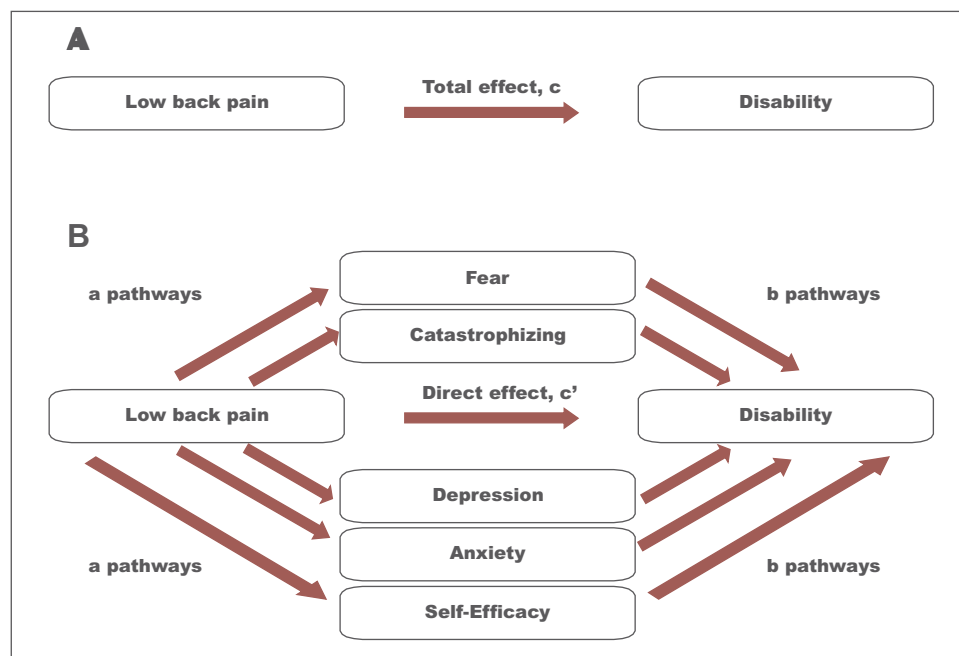 A
Low back pain
Total effect, c
Disability
B
a pathways
Fear
b pathways
Catastrophizing
Low back pain
Direct effect, c’
Disability
Depression
Anxiety
a pathways
b pathways
Self-Efficacy